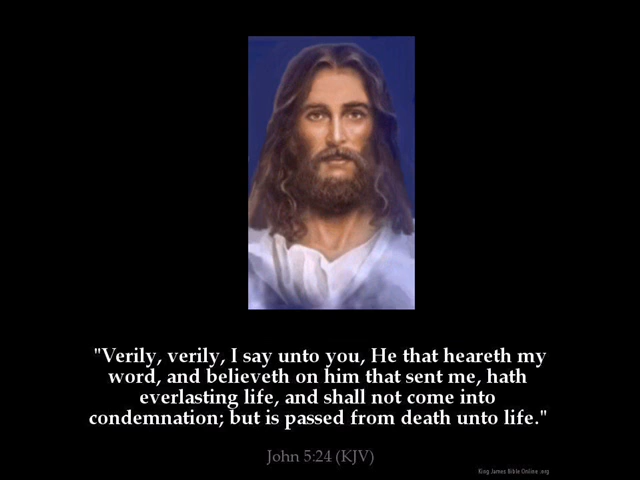 "Verily, verily, I say unto you, He that heareth my
word, and believeth on him that sent me, hath
everlasting life, and shall not come into
condemnation; but is passed from death unto life."
John 5:24 (KJV)
King James Bible Online .org